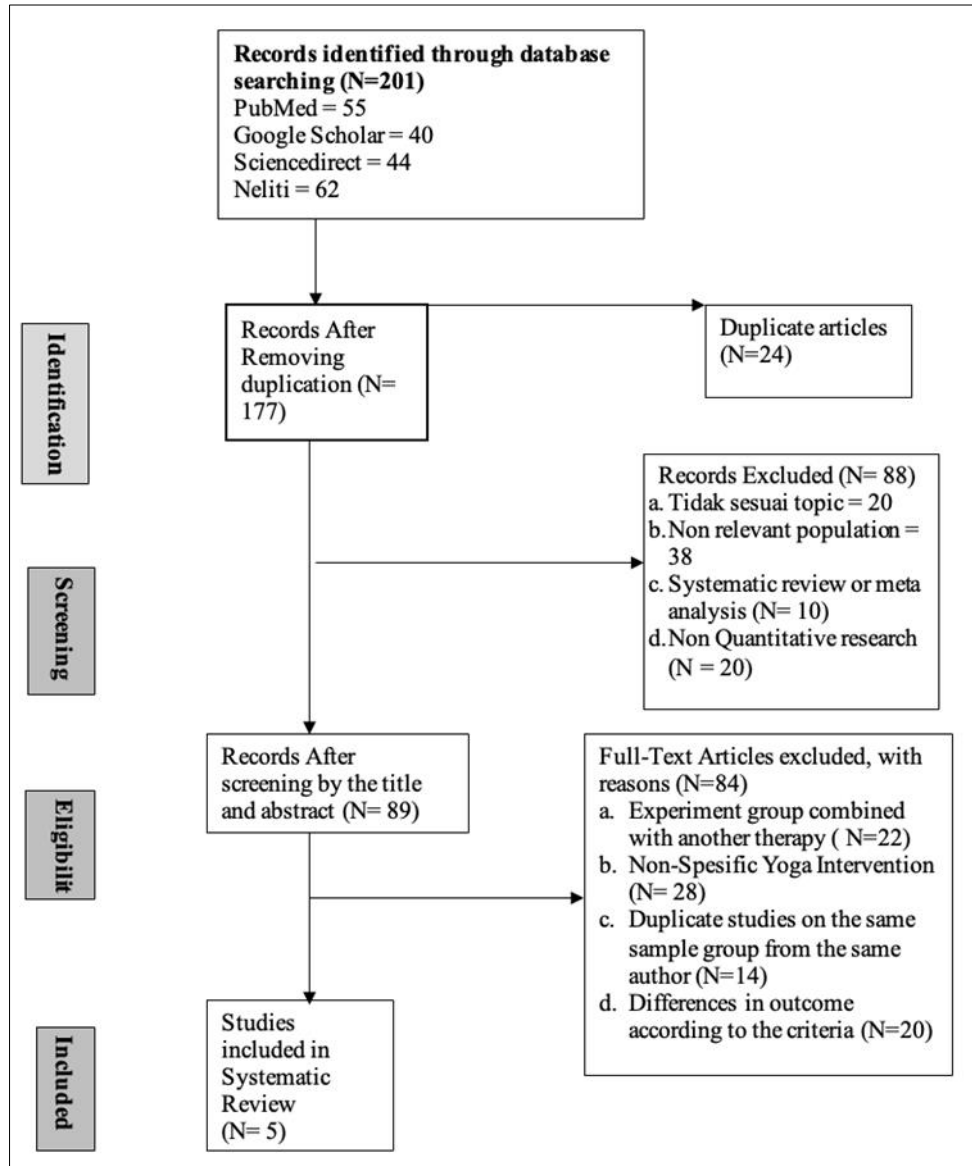 Records identified through database
searching (N=201)
PubMed = 55
Google Scholar = 40
Sciencedirect = 44
Neliti = 62
Identification
Records After
Removing
duplication (N=
177)
Duplicate articles
(N=24)
Records Excluded (N= 88)
a. Tidak sesuai topic = 20
b. Non relevant population =
38
c. Systematic review or meta
analysis (N= 10)
d. Non Quantitative research
(N = 20)
Screening
Records After
screening by the title
and abstract (N= 89)
Full-Text Articles excluded, with
reasons (N=84)
a. Experiment group combined
with another therapy ( N=22)
b. Non-Spesific Yoga Intervention
(N= 28)
c. Duplicate studies on the same
sample group from the same
author (N=14)
d. Differences in outcome
according to the criteria (N=20)
Eligibilit
Studies
included in
Systematic
Review
(N= 5)
Included